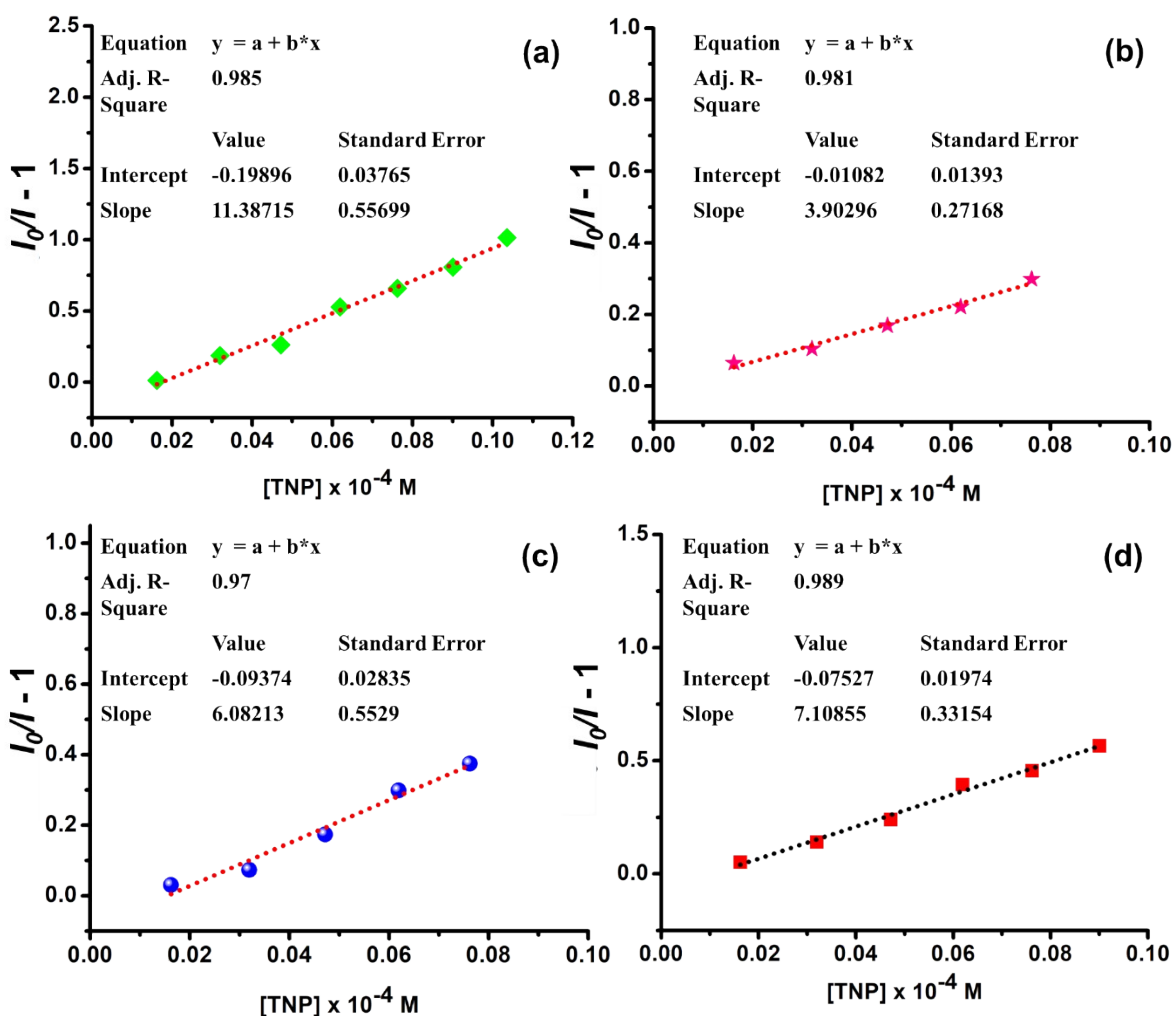 (a)
Equation y = a + b*x
Adj. R- 0.985
Square
Value Standard Error
Intercept -0.19896 0.03765
Slope 11.38715 0.55699
I0/I - 1
2.5
2.0
1.5
1.0
0.5
0.0
0.00 0.02 0.04 0.06 0.08 0.10 0.12
[TNP] x 10-4 M
(b)
Equation y = a + b*x
Adj. R- 0.981
Square
Value Standard Error
Intercept -0.01082 0.01393
Slope 3.90296 0.27168
I0/I - 1
1.0
0.8
0.6
0.4
0.2
0.0
0.00 0.02 0.04 0.06 0.08 0.10
[TNP] x 10-4 M
(c)
Equation y = a + b*x
Adj. R- 0.97
Square
Value Standard Error
Intercept -0.09374 0.02835
Slope 6.08213 0.5529
I0/I - 1
1.0
0.8
0.6
0.4
0.2
0.0
0.00 0.02 0.04 0.06 0.08 0.10
[TNP] x 10-4 M
(d)
Equation y = a + b*x
Adj. R- 0.989
Square
Value Standard Error
Intercept -0.07527 0.01974
Slope 7.10855 0.33154
I0/I - 1
1.5
1.0
0.5
0.0
0.00 0.02 0.04 0.06 0.08 0.10
[TNP] x 10-4 M